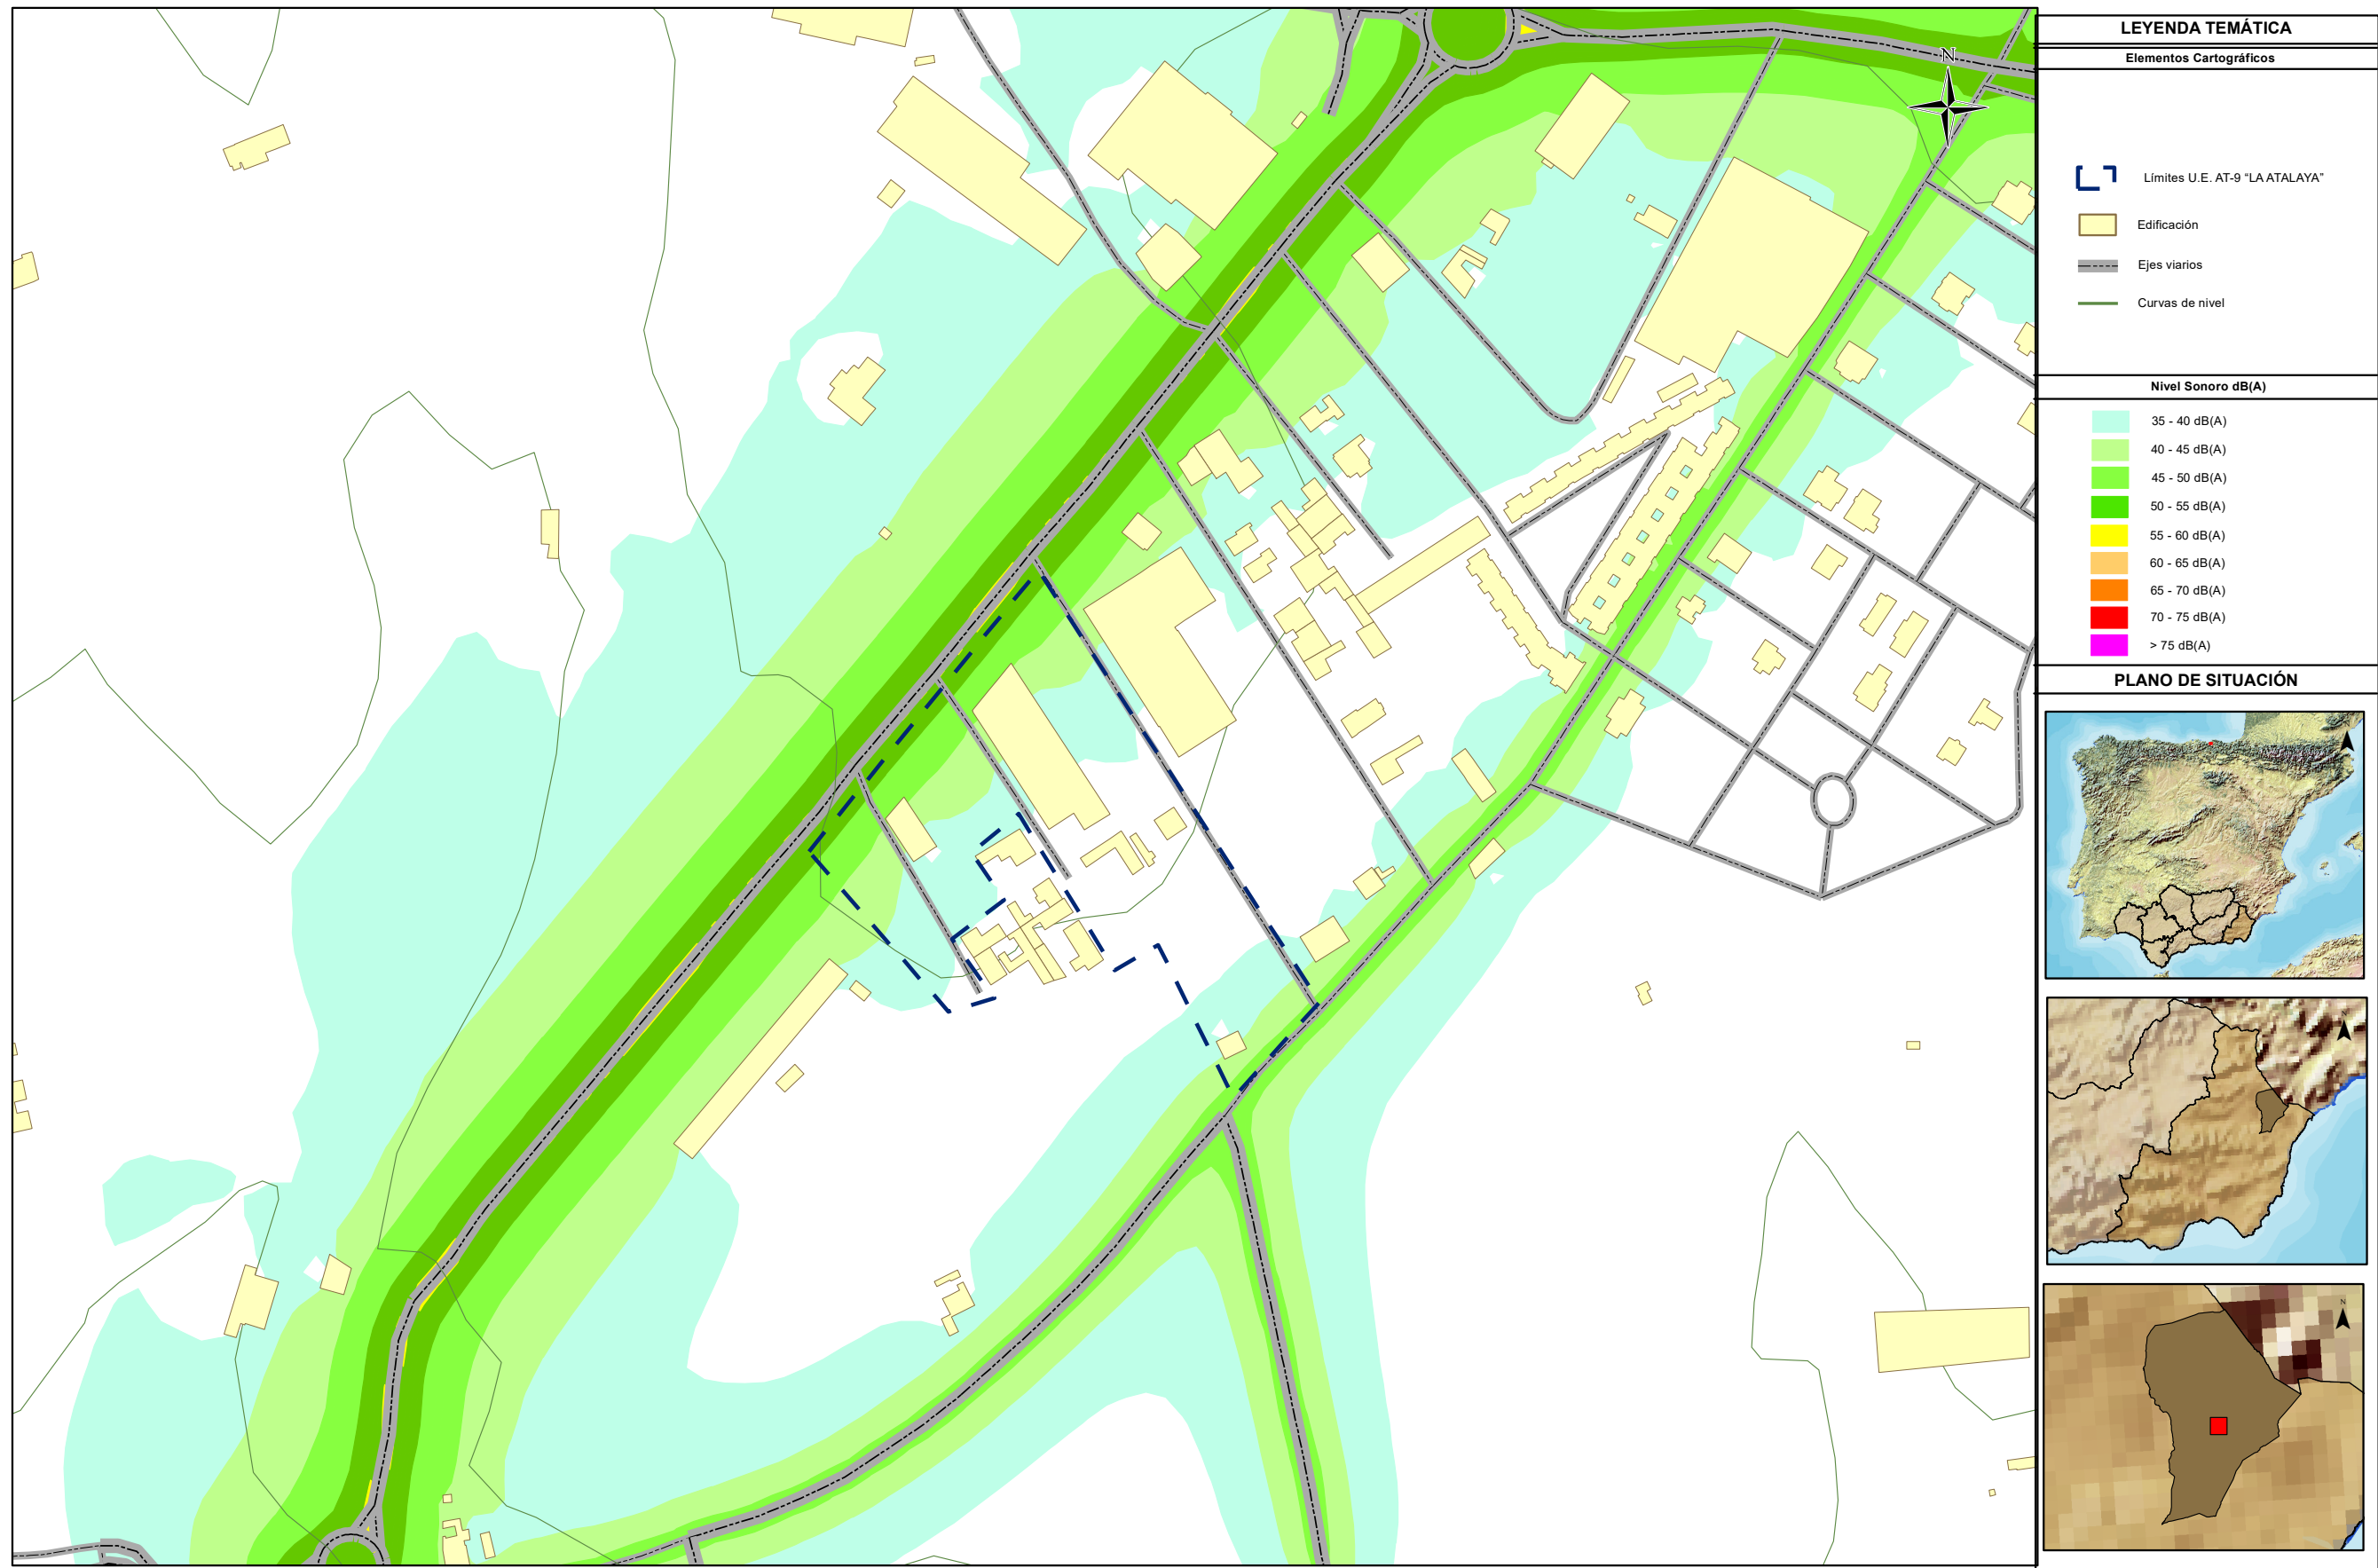 N
LEYENDA TEMÁTICA
Elementos Cartográficos
Límites U.E. AT-9 “LA ATALAYA”
Edificación
Ejes viarios
Curvas de nivel
Nivel Sonoro dB(A)
35 - 40 dB(A)
40 - 45 dB(A)
45 - 50 dB(A)
50 - 55 dB(A)
55 - 60 dB(A)
60 - 65 dB(A)
65 - 70 dB(A)
70 - 75 dB(A)
> 75 dB(A)
PLANO DE SITUACIÓN
N